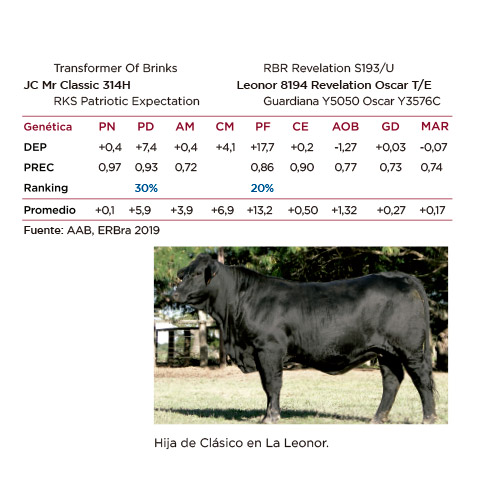 Transformer Of Brinks RBR Revelation S193/U
JC Mr Classic 314H Leonor 8194 Revelation Oscar T/E
RKS Patriotic Expectation Guardiana Y5050 Oscar Y3576C
Genética PN PD AM CM PF CE AOB GD MAR
DEP +0,4 +7,4 +0,4 +4,1 +17,7 +0,2 -1,27 +0,03 -0,07
PREC 0,97 0,93 0,72 0,86 0,90 0,77 0,73 0,74
Ranking 30% 20%
Promedio +0,1 +5,9 +3,9 +6,9 +13,2 +0,50 +1,32 +0,27 +0,17
Fuente: AAB, ERBra 2019
Hija de Clásico en La Leonor.